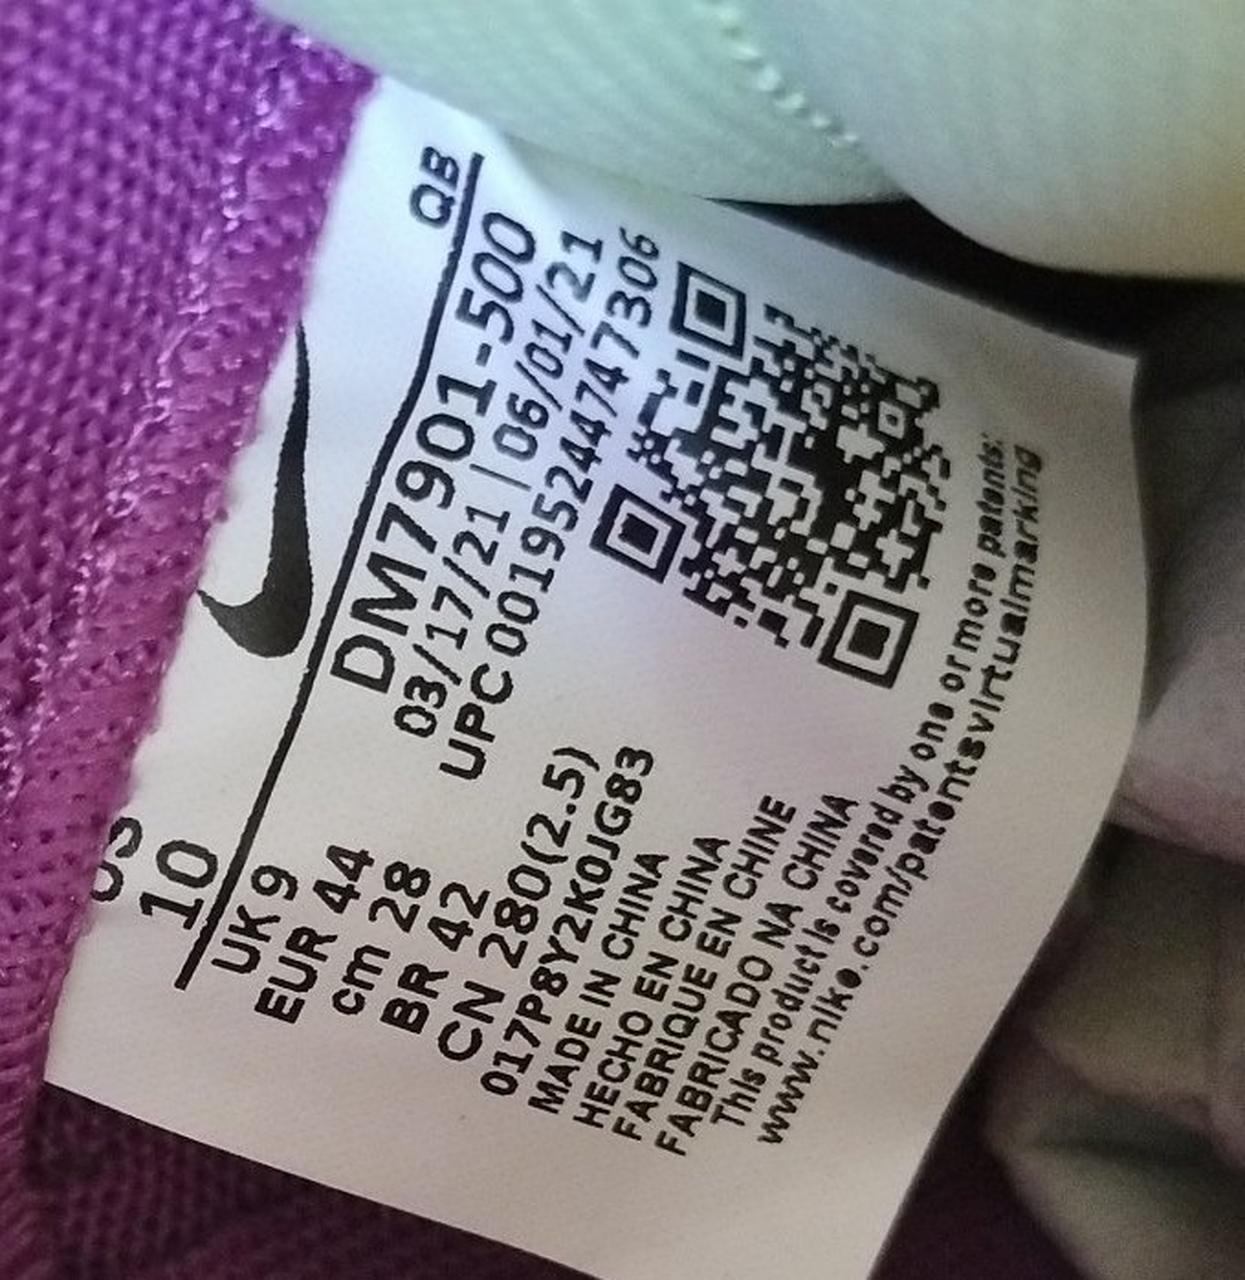 US
10
QB
UK 9
EUR 44
cm 28
BR 42
CN 280(2.5)
DM7901-500
03/17/21 | 06/01/21
UPC 00195244747306
017P8Y2K0JG83
MADE IN CHINA
HECHO EN CHINA
FABRIQUE EN CHINE
FABRICADO NA CHINA
This product is covered by one or more patents:
www.nike.com/patentsvirtualmarking